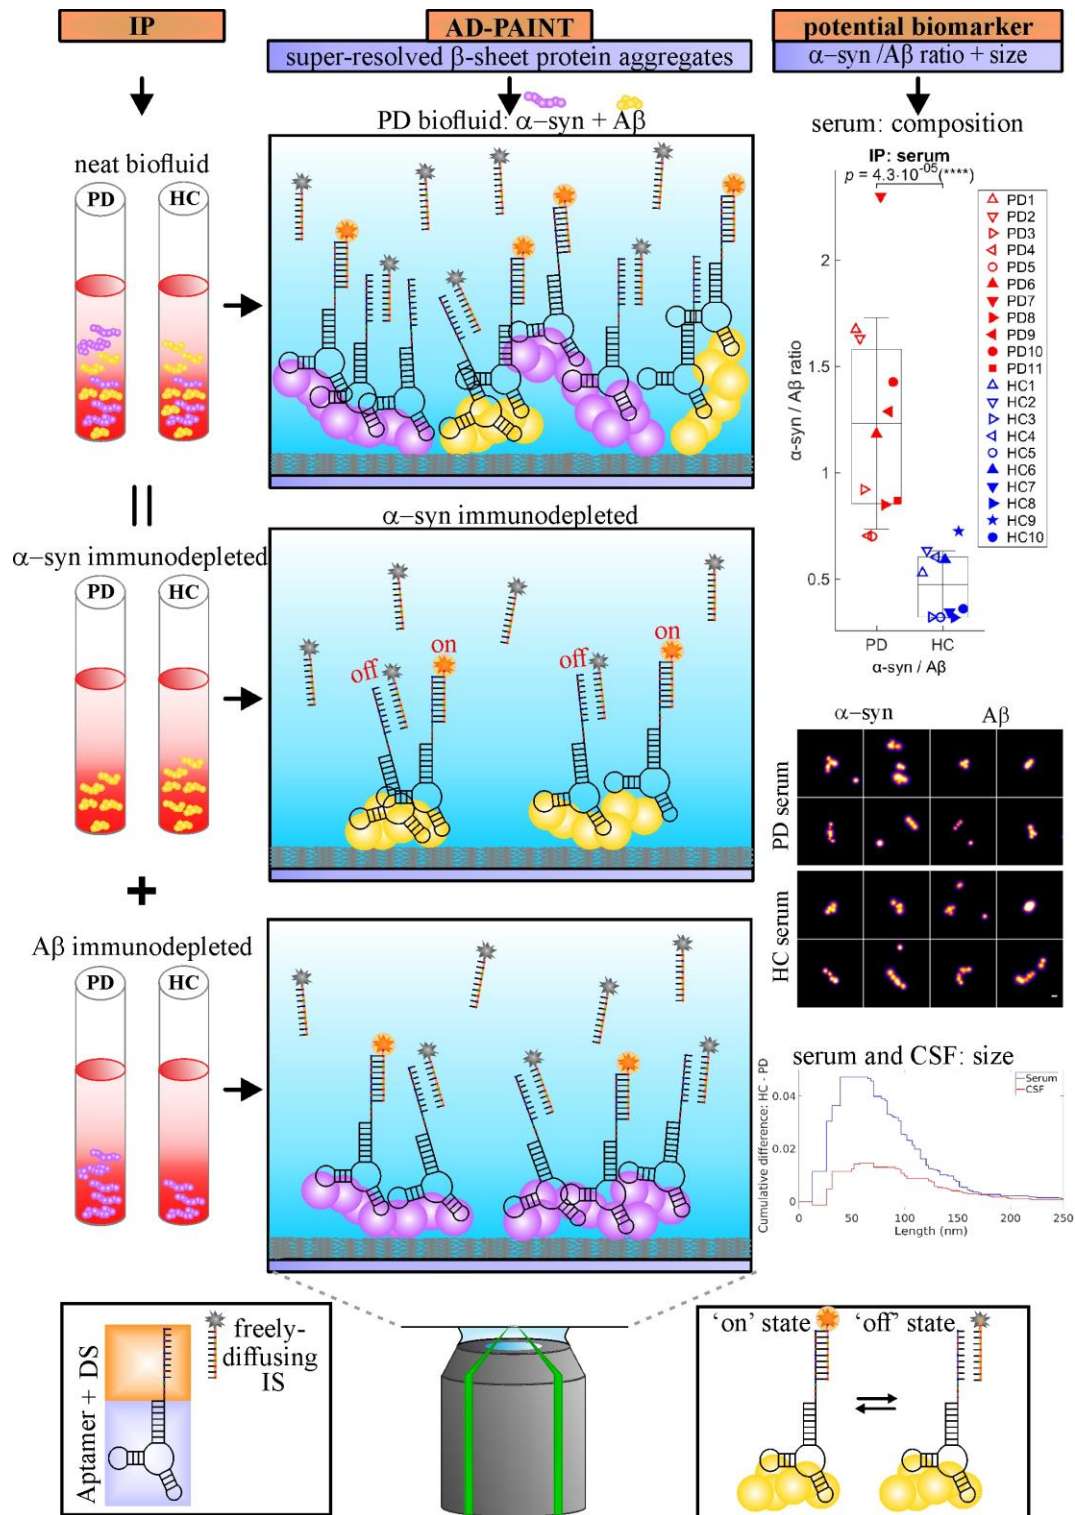 IP
AD-PAINT
super-resolved β-sheet protein aggregates
potential biomarker
α-syn /Aβ ratio + size
PD biofluid: α-syn + Aβ
neat biofluid
PD
HC
serum: composition
IP: serum
p = 4.3·10-05(****)
2
1.5
1
0.5
α-syn / Aβ ratio
PD
HC
α-syn / Aβ
PD1
PD2
PD3
PD4
PD5
PD6
PD7
PD8
PD9
PD10
PD11
HC1
HC2
HC3
HC4
HC5
HC6
HC7
HC8
HC9
HC10
α-syn immunodepleted
PD
HC
α-syn immunodepleted
off
on
off
on
α-syn
Aβ
PD serum
HC serum
+
Aβ immunodepleted
PD
HC
serum and CSF: size
Serum
CSF
Cumulative difference: HC - PD
0.04
0.02
0
0
50
100
150
200
250
Length (nm)
Aptamer + DS
freely-
diffusing
IS
'on' state
'off' state